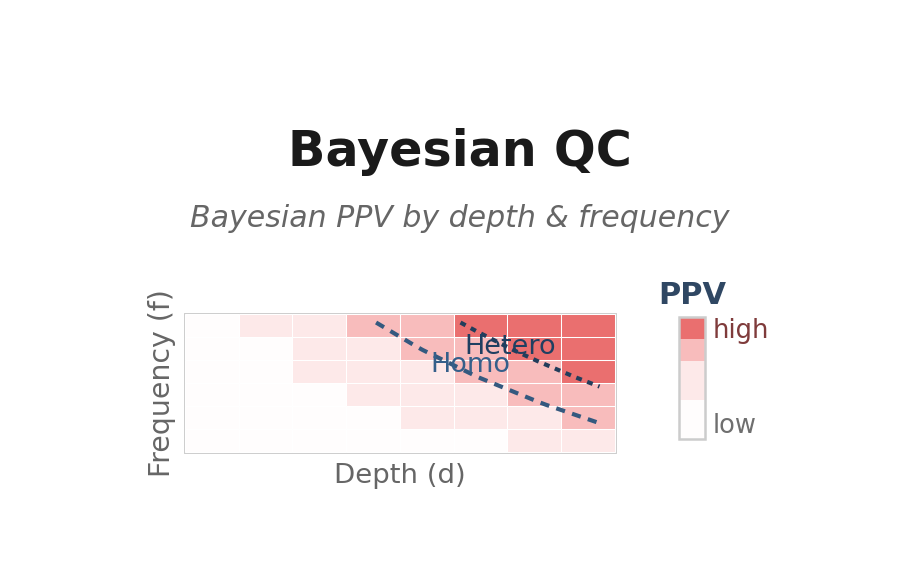 Bayesian QC
Bayesian PPV by depth & frequency
PPV
high
low
Frequency (f)
Hetero
Homo
Depth (d)